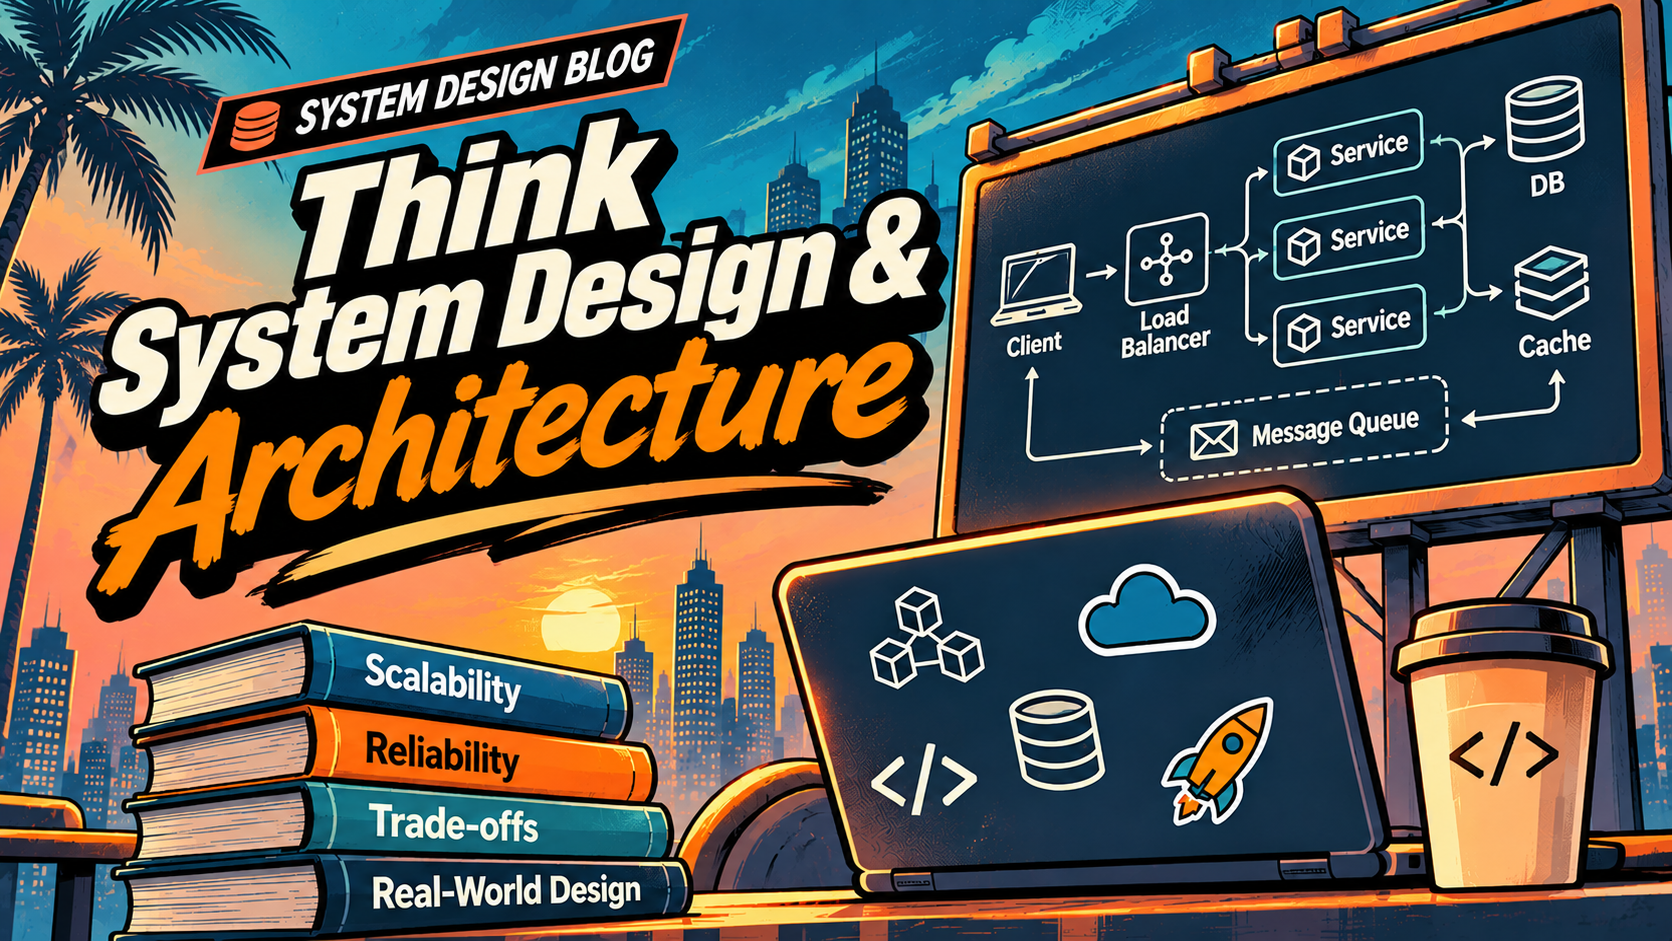 SYSTEM DESIGN BLOG
Think
System Design &
Architecture
Service
Service
Service
DB
Client
Load
Balancer
Cache
Message Queue
Scalability
Reliability
Trade-offs
Real-World Design
</>
</>